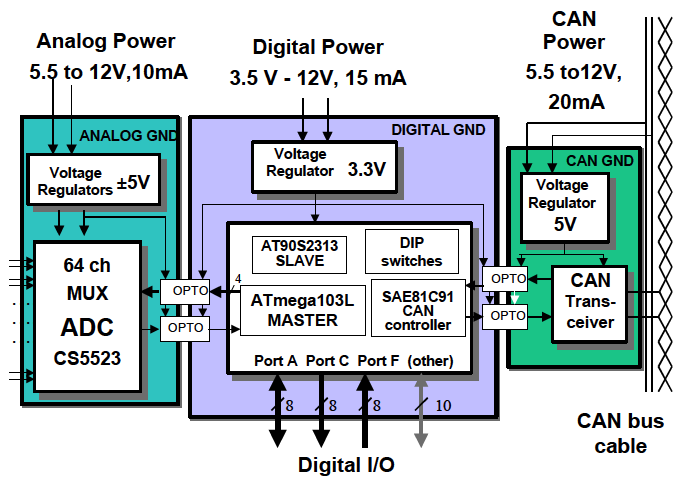 Analog Power
5.5 to 12V,10mA
Digital Power
3.5 V - 12V, 15 mA
CAN
Power
5.5 to12V,
20mA
ANALOG GND
DIGITAL GND
CAN GND
Voltage
Regulators ±5V
Voltage
Regulator 3.3V
Voltage
Regulator
5V
64 ch
MUX
ADC
CS5523
OPTO
OPTO
4
AT90S2313
SLAVE
DIP
switches
ATmega103L
MASTER
SAE81C91
CAN
controller
OPTO
OPTO
CAN
Trans-
ceiver
Port A Port C Port F (other)
8
8
8
10
Digital I/O
CAN bus
cable